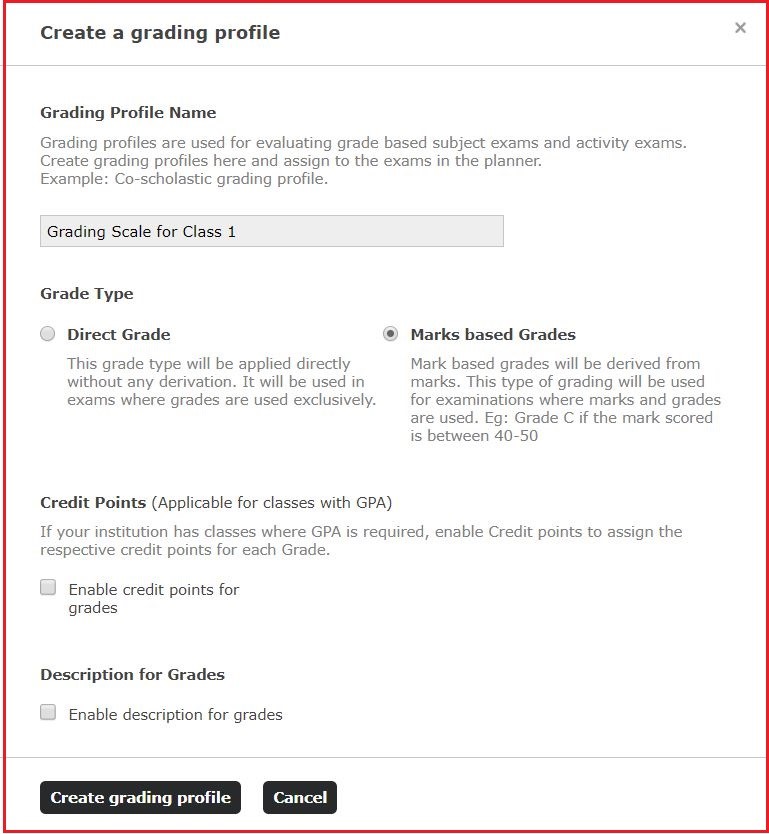 Create a grading profile ×
Grading Profile Name
Grading profiles are used for evaluating grade based subject exams and activity exams.
Create grading profiles here and assign to the exams in the planner.
Example: Co-scholastic grading profile.
Grading Scale for Class 1
Grade Type
Direct Grade
This grade type will be applied directly
without any derivation. It will be used in
exams where grades are used exclusively.
Marks based Grades
Mark based grades will be derived from
marks. This type of grading will be used
for examinations where marks and grades
are used. Eg: Grade C if the mark scored
is between 40-50
Credit Points (Applicable for classes with GPA)
If your institution has classes where GPA is required, enable Credit points to assign the
respective credit points for each Grade.
Enable credit points for
grades
Description for Grades
Enable description for grades
Create grading profile
Cancel